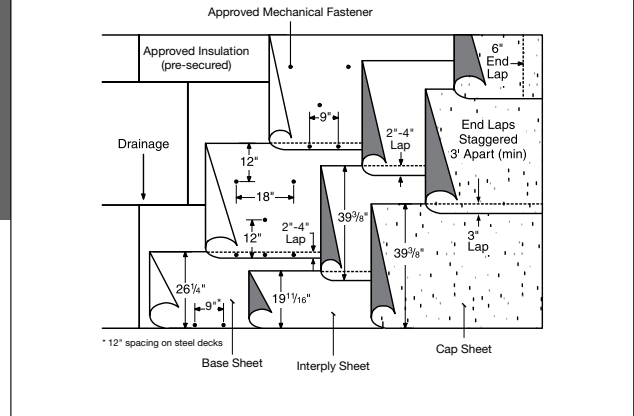 Approved Mechanical Fastener
Approved Insulation
(pre-secured)
6"
End
Lap
9"
End Laps
Staggered
3' Apart (min)
2"-4"
Lap
Drainage
12"
18"
39³⁄₈"
2"-4"
Lap
12"
3"
Lap
39³⁄₈"
26¹⁄₄"
19¹¹⁄₁₆"
9"*
* 12" spacing on steel decks
Base Sheet
Interply Sheet
Cap Sheet